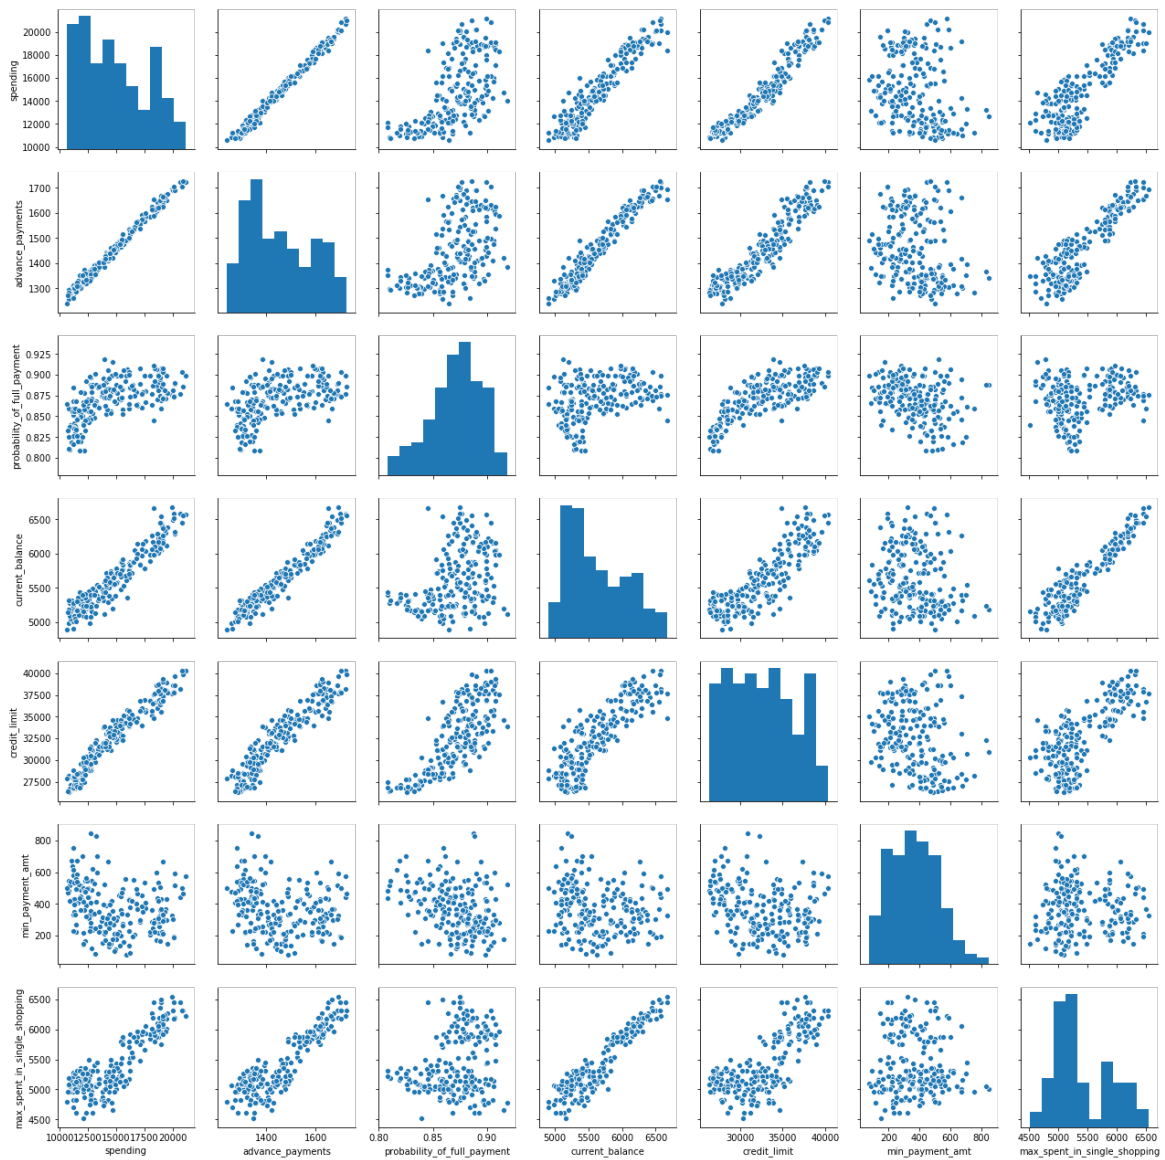 20000
18000
16000
14000
12000
10000
spending
1700
1600
1500
1400
1300
advance_payments
0.925
0.900
0.875
0.850
0.825
0.800
probability_of_full_payment
6500
6000
5500
5000
current_balance
40000
37500
35000
32500
30000
27500
credit_limit
800
600
400
200
min_payment_amt
6500
6000
5500
5000
4500
max_spent_in_single_shopping
10000 12500 15000 17500 20000
spending
1400 1600
advance_payments
0.80 0.85 0.90
probability_of_full_payment
5000 5500 6000 6500
current_balance
30000 35000 40000
credit_limit
200 400 600 800
min_payment_amt
4500 5000 5500 6000 6500
max_spent_in_single_shopping